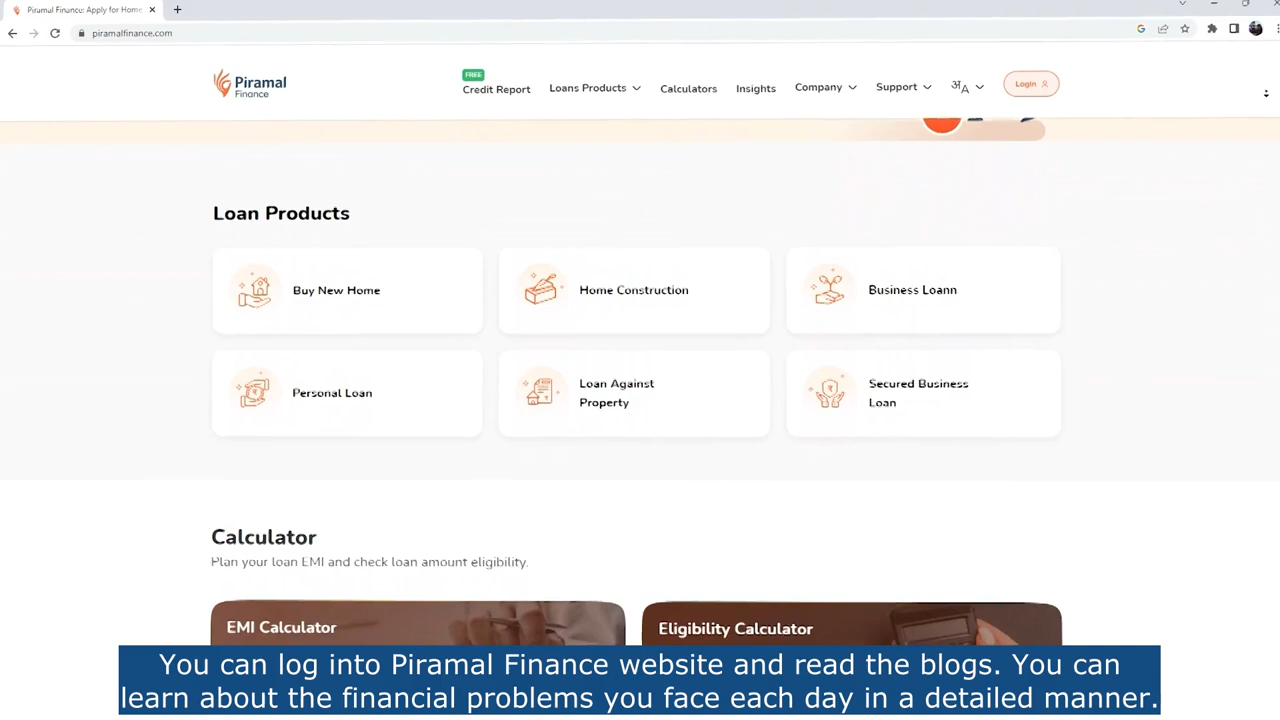 Piramal Finance: Apply for Home
piramalfinance.com
Piramal
Finance
FREE
Credit Report
Loans Products
Calculators
Insights
Company
Support
अ A
Login
Loan Products
Buy New Home
Home Construction
Business Loann
Personal Loan
Loan Against
Property
Secured Business
Loan
Calculator
Plan your loan EMI and check loan amount eligibility.
EMI Calculator
Eligibility Calculator
You can log into Piramal Finance website and read the blogs. You can
learn about the financial problems you face each day in a detailed manner.